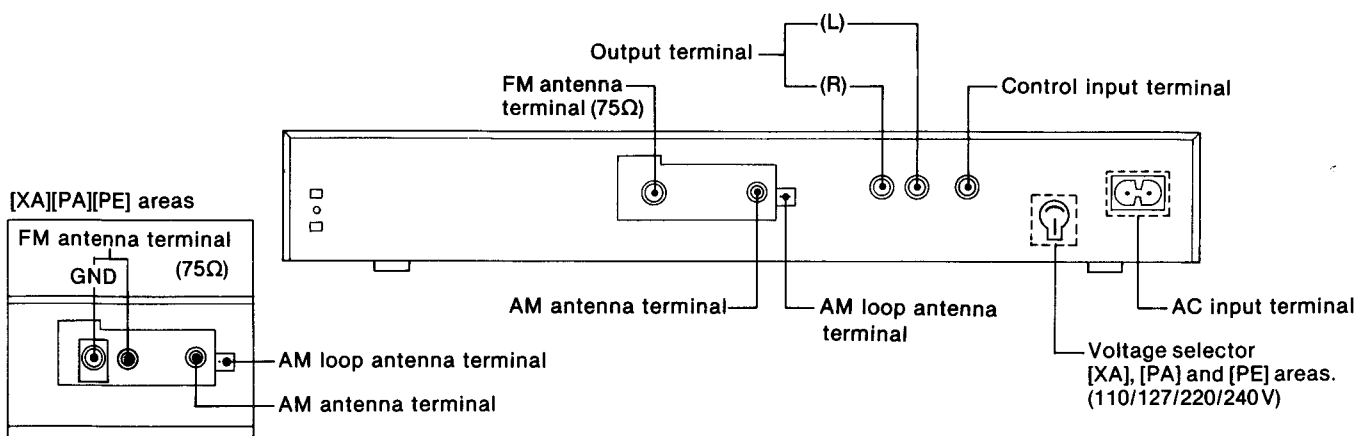 (L)
Output terminal
(R)
FM antenna
terminal (75Ω)
Control input terminal
[XA][PA][PE] areas
FM antenna terminal
GND
(75Ω)
AM antenna terminal
AM loop antenna
terminal
AC input terminal
AM loop antenna terminal
AM antenna terminal
Voltage selector
[XA], [PA] and [PE] areas.
(110/127/220/240V)